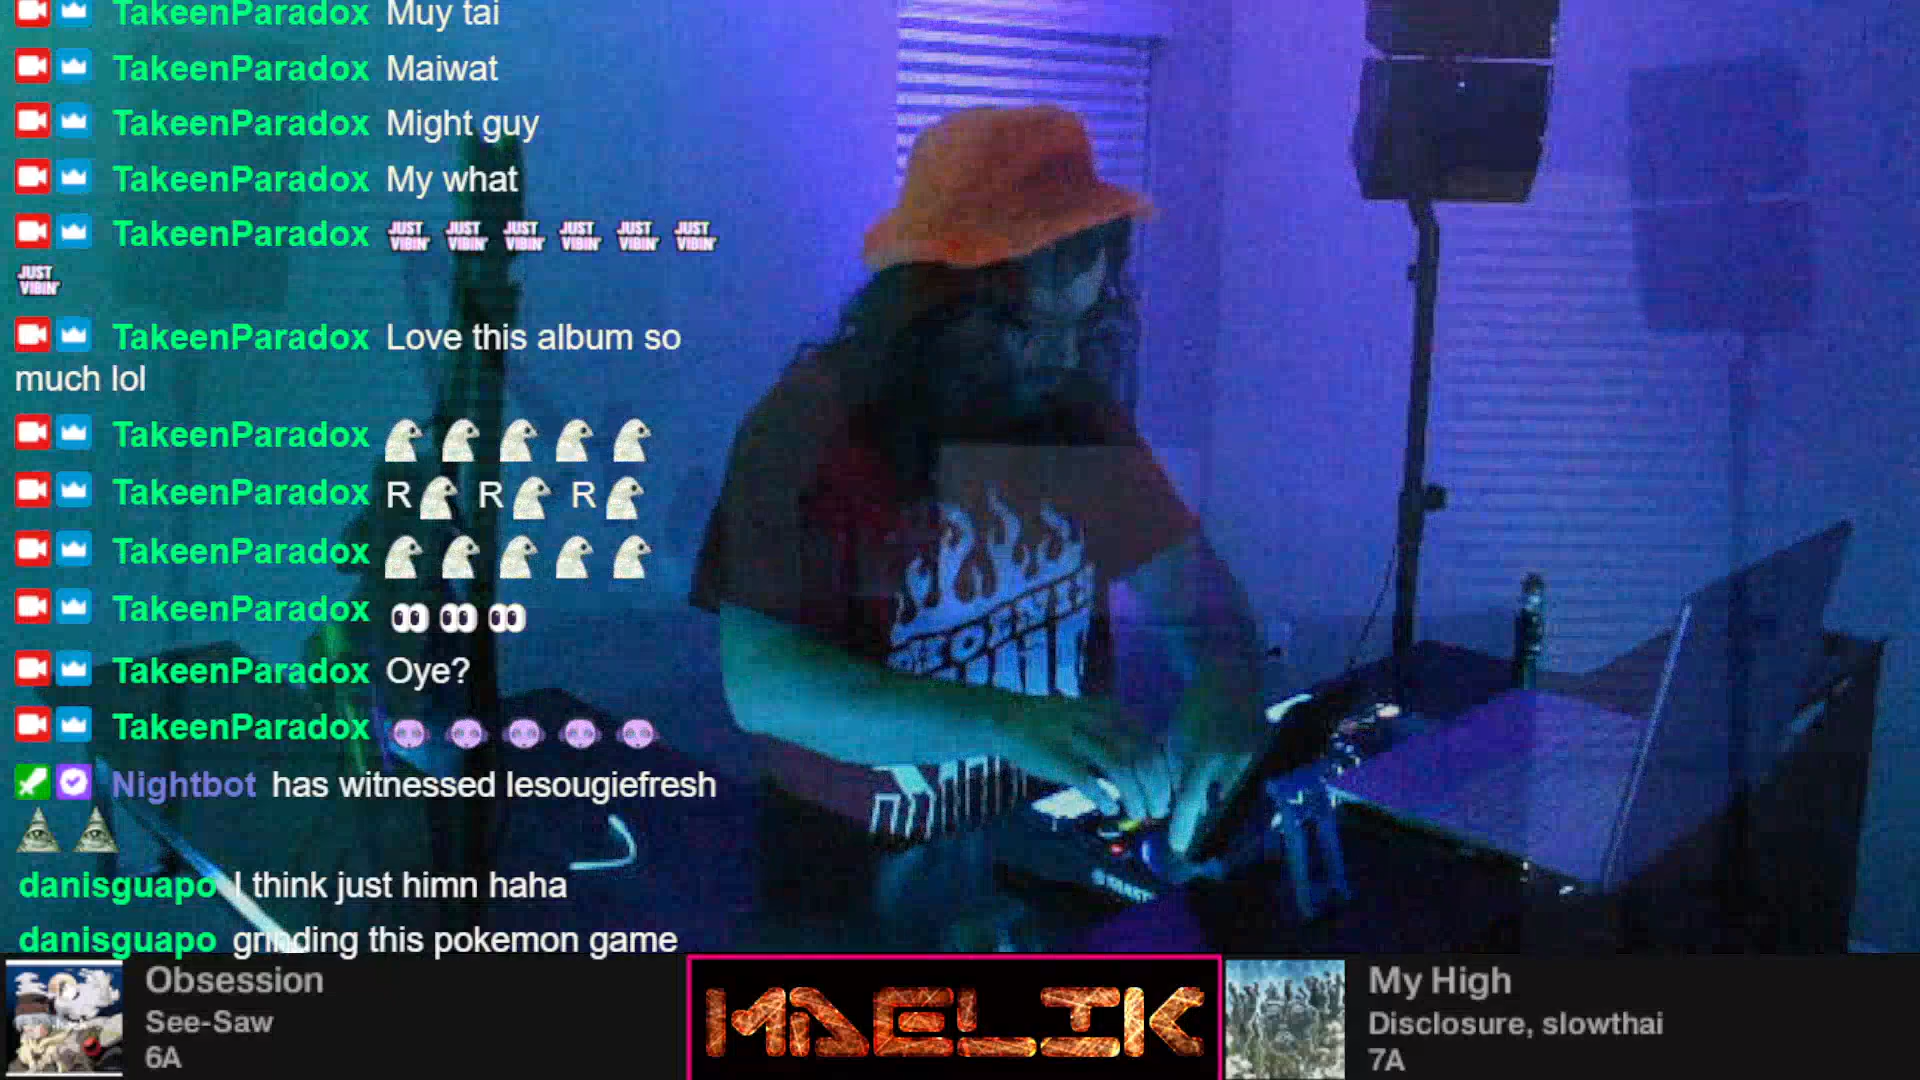 TakeenParadox Muy tai
TakeenParadox Maiwat
TakeenParadox Might guy
TakeenParadox My what
TakeenParadox JUST VIBIN' JUST VIBIN' JUST VIBIN' JUST VIBIN' JUST VIBIN' JUST VIBIN'
JUST VIBIN'
TakeenParadox Love this album so
much lol
TakeenParadox
TakeenParadox R R R
TakeenParadox
TakeenParadox
TakeenParadox Oye?
TakeenParadox
Nightbot has witnessed lesougiefresh
danisguapo I think just himn haha
danisguapo grinding this pokemon game
Obsession
See-Saw
6A
MAELIK
My High
Disclosure, slowthai
7A